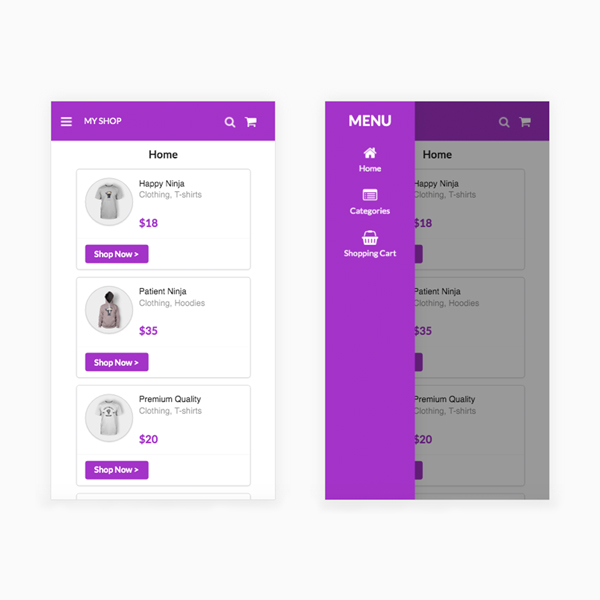 MY SHOP
Home
Happy Ninja
Clothing, T-shirts
$18
Shop Now >
Patient Ninja
Clothing, Hoodies
$35
Shop Now >
Premium Quality
Clothing, T-shirts
$20
Shop Now >
MENU
Home
Categories
Shopping Cart
Home
Happy Ninja
Clothing, T-shirts
$18
Patient Ninja
Clothing, Hoodies
$35
Premium Quality
Clothing, T-shirts
$20